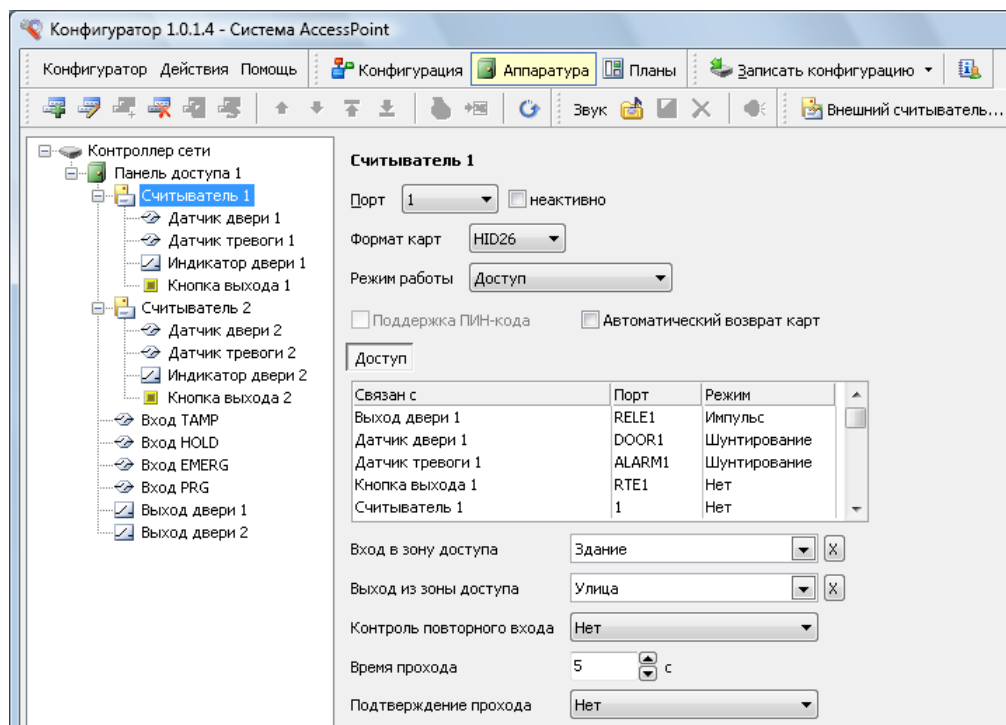 Конфигуратор 1.0.1.4 - Система AccessPoint
Конфигуратор Действия Помощь Конфигурация Аппаратура Планы Записать конфигурацию
Звук Внешний считыватель...
Контроллер сети
Панель доступа 1
Считыватель 1
Датчик двери 1
Датчик тревоги 1
Индикатор двери 1
Кнопка выхода 1
Считыватель 2
Датчик двери 2
Датчик тревоги 2
Индикатор двери 2
Кнопка выхода 2
Вход TAMP
Вход HOLD
Вход EMERG
Вход PRG
Выход двери 1
Выход двери 2
Считыватель 1
Порт 1 неактивно
Формат карт HID26
Режим работы Доступ
Поддержка ПИН-кода Автоматический возврат карт
Доступ
Связан с Порт Режим
Выход двери 1 RELE1 Импульс
Датчик двери 1 DOOR1 Шунтирование
Датчик тревоги 1 ALARM1 Шунтирование
Кнопка выхода 1 RTE1 Нет
Считыватель 1 1 Нет
Вход в зону доступа Здание X
Выход из зоны доступа Улица X
Контроль повторного входа Нет
Время прохода 5 с
Подтверждение прохода Нет